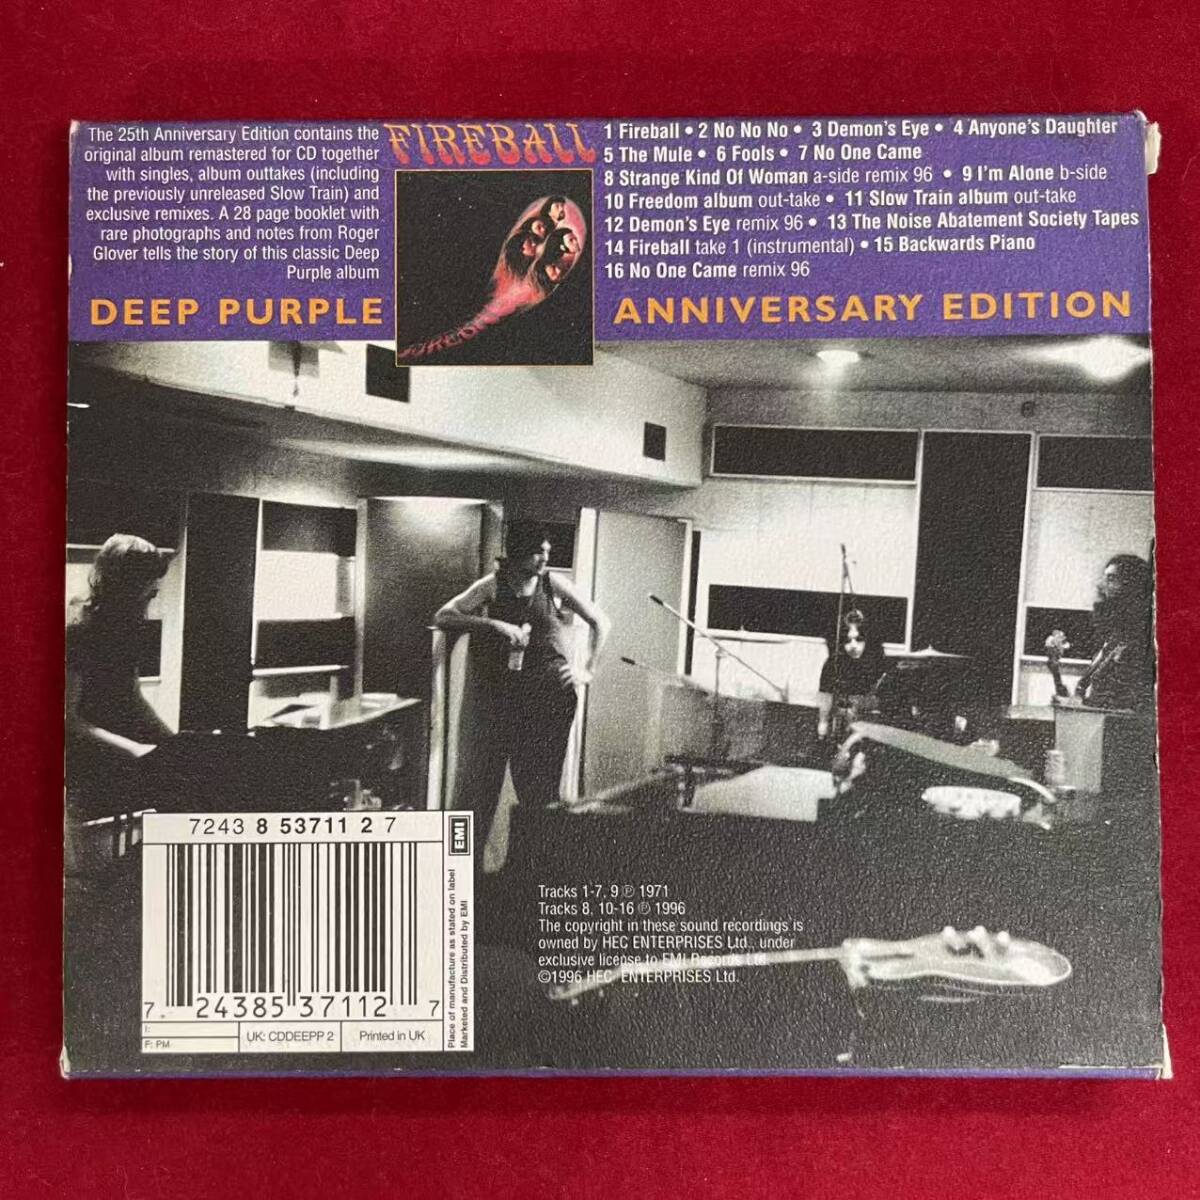 The 25th Anniversary Edition contains the
original album remastered for CD together
with singles, album outtakes (including
the previously unreleased Slow Train) and
exclusive remixes. A 28 page booklet with
rare photographs and notes from Roger
Glover tells the story of this classic Deep
Purple album
DEEP PURPLE
FIREBALL
FIREBALL
1 Fireball • 2 No No No • 3 Demon's Eye • 4 Anyone's Daughter
5 The Mule • 6 Fools • 7 No One Came
8 Strange Kind Of Woman a-side remix 96 • 9 I'm Alone b-side
10 Freedom album out-take • 11 Slow Train album out-take
12 Demon's Eye remix 96 • 13 The Noise Abatement Society Tapes
14 Fireball take 1 (instrumental) • 15 Backwards Piano
16 No One Came remix 96
ANNIVERSARY EDITION
7243 8 53711 2 7
7 24385 37112 7
I:
F: PM
UK: CDDEEPP 2
Printed in UK
EMI
Place of manufacture as stated on label
Marketed and Distributed by EMI
Tracks 1-7, 9 ℗ 1971
Tracks 8, 10-16 ℗ 1996
The copyright in these sound recordings is
owned by HEC ENTERPRISES Ltd., under
exclusive license to EMI Records Ltd.
©1996 HEC ENTERPRISES Ltd.